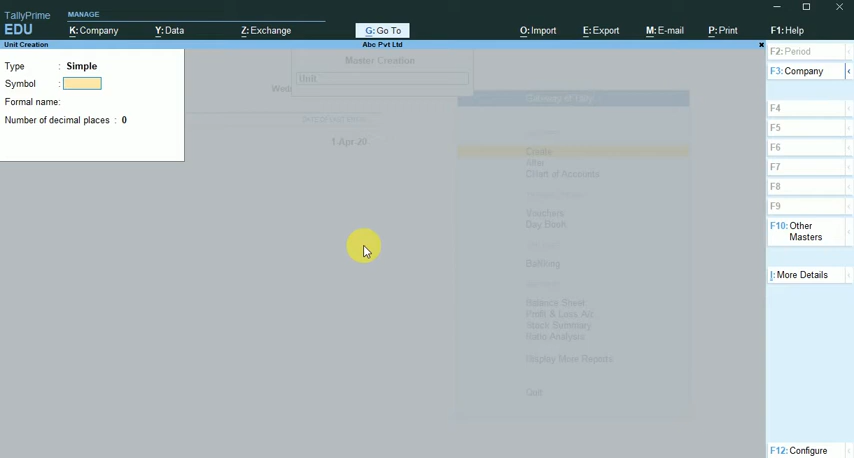 TallyPrime
EDU
MANAGE
K: Company
Y: Data
Z: Exchange
G: Go To
O: Import
E: Export
M: E-mail
P: Print
F1: Help
Unit Creation
Abc Pvt Ltd
×
Type : Simple
Symbol :
Formal name:
Number of decimal places : 0
Master Creation
Unit
1-Apr-20
Gateway of Tally
Create
Alter
Chart of Accounts
Vouchers
Day Book
Banking
Balance Sheet
Profit & Loss A/c
Stock Summary
Ratio Analysis
Display More Reports
Quit
F2: Period
F3: Company
F4
F5
F6
F7
F8
F9
F10: Other
Masters
I: More Details
F12: Configure